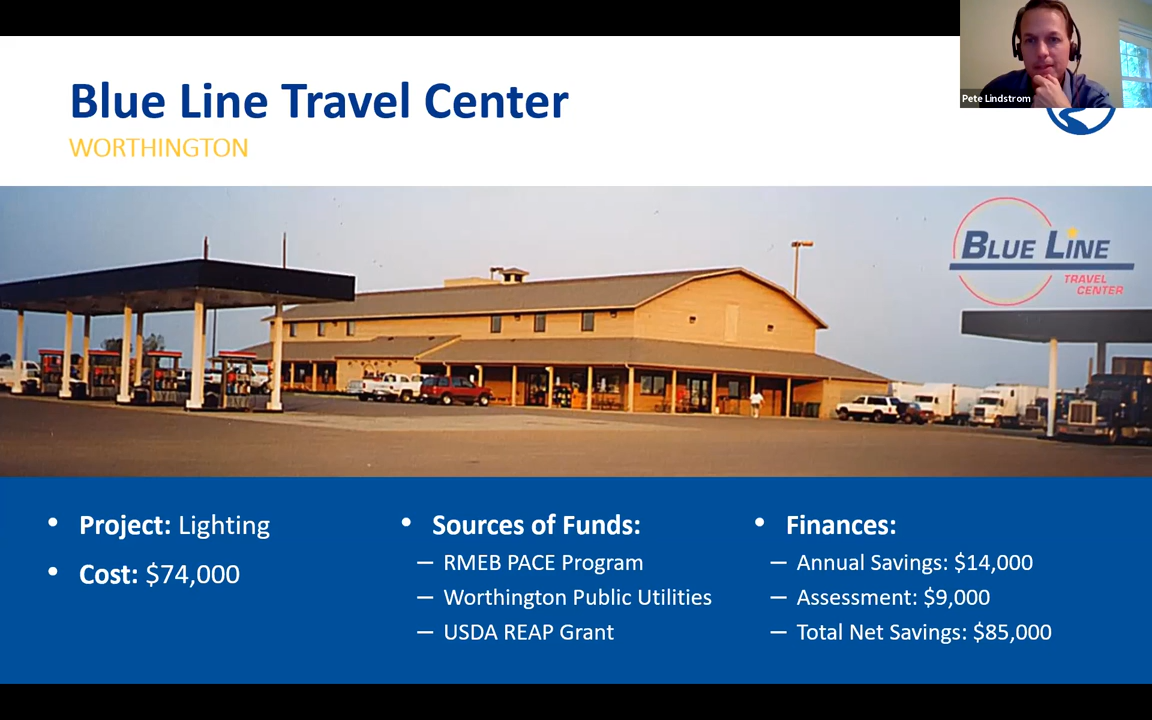 Blue Line Travel Center
WORTHINGTON
Pete Lindstrom
BLUE LINE
TRAVEL
CENTER
• Project: Lighting
• Cost: $74,000
• Sources of Funds:
– RMEB PACE Program
– Worthington Public Utilities
– USDA REAP Grant
• Finances:
– Annual Savings: $14,000
– Assessment: $9,000
– Total Net Savings: $85,000